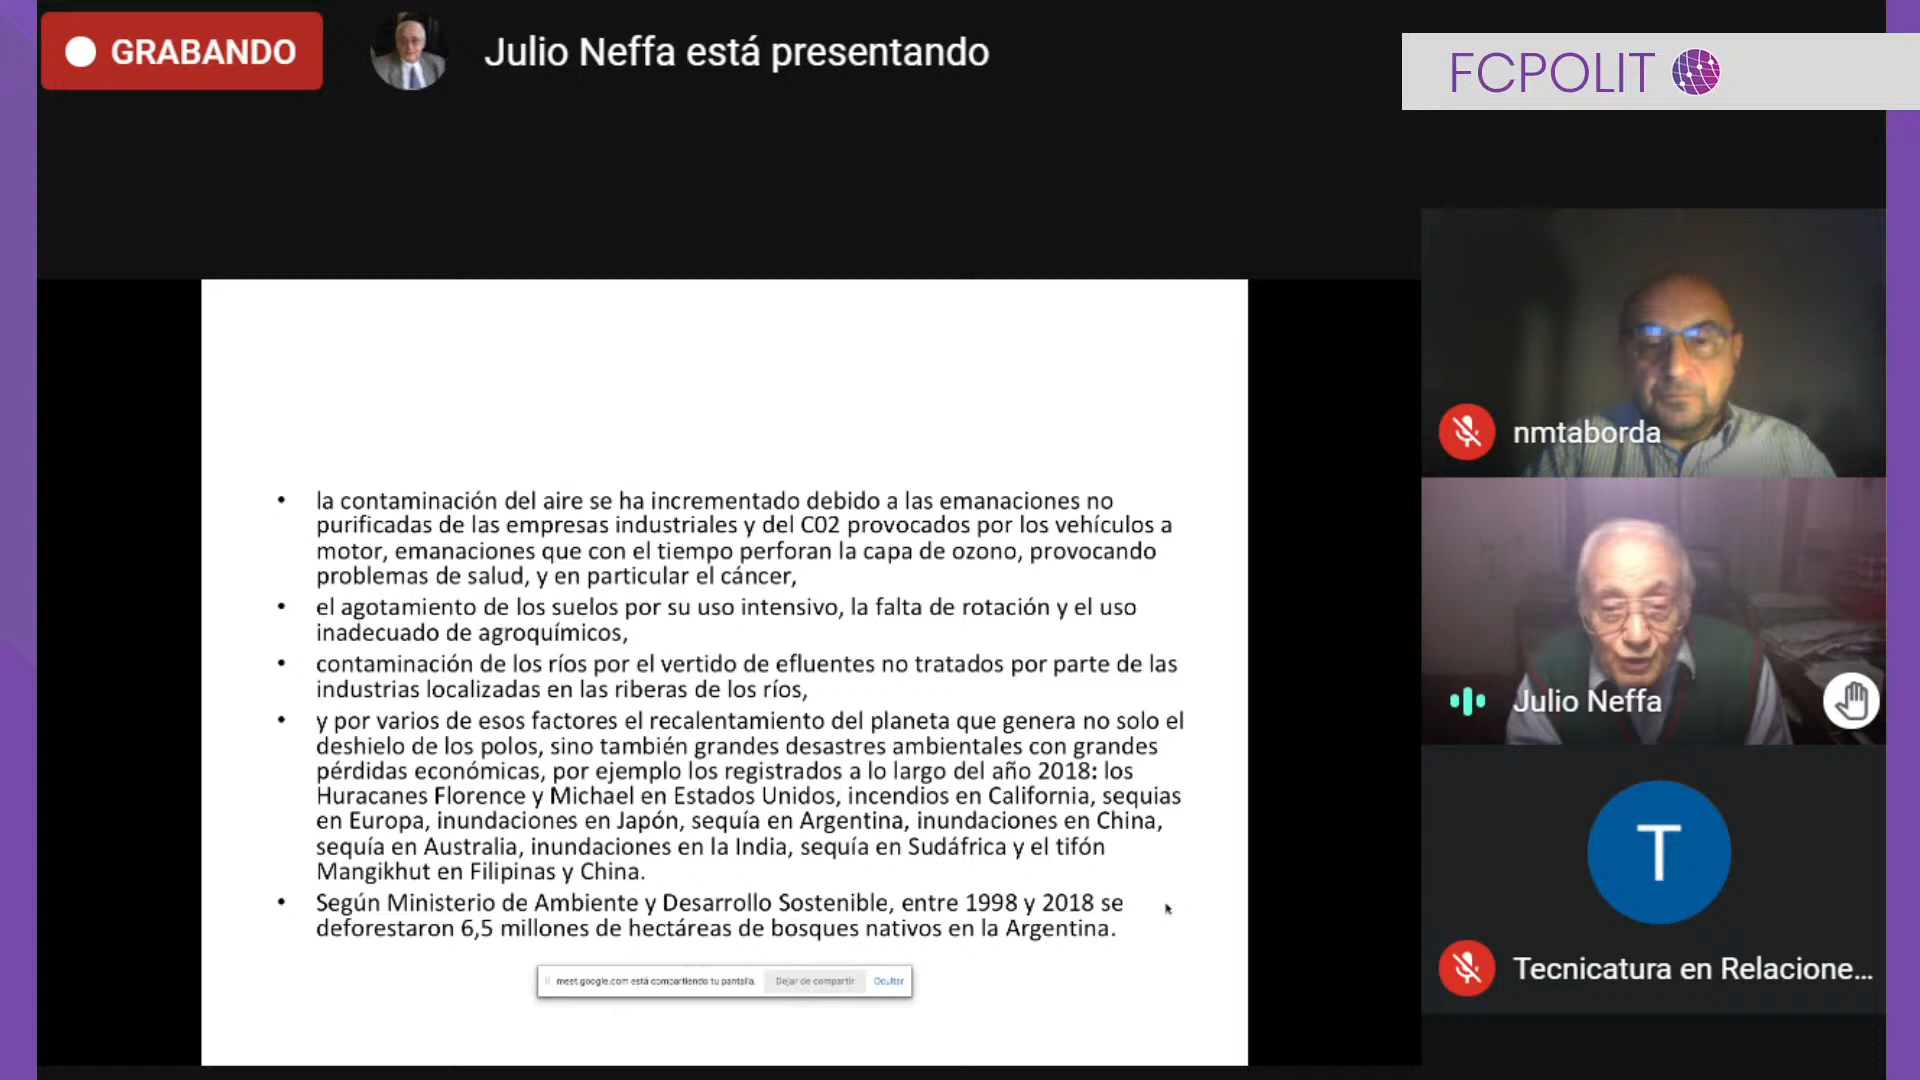 GRABANDO
Julio Neffa está presentando
FCPOLIT
la contaminación del aire se ha incrementado debido a las emanaciones no
purificadas de las empresas industriales y del C02 provocados por los vehículos a
motor, emanaciones que con el tiempo perforan la capa de ozono, provocando
problemas de salud, y en particular el cáncer,
el agotamiento de los suelos por su uso intensivo, la falta de rotación y el uso
inadecuado de agroquímicos,
contaminación de los ríos por el vertido de efluentes no tratados por parte de las
industrias localizadas en las riberas de los ríos,
y por varios de esos factores el recalentamiento del planeta que genera no solo el
deshielo de los polos, sino también grandes desastres ambientales con grandes
pérdidas económicas, por ejemplo los registrados a lo largo del año 2018: los
Huracanes Florence y Michael en Estados Unidos, incendios en California, sequias
en Europa, inundaciones en Japón, sequía en Argentina, inundaciones en China,
sequía en Australia, inundaciones en la India, sequía en Sudáfrica y el tifón
Mangikhut en Filipinas y China.
Según Ministerio de Ambiente y Desarrollo Sostenible, entre 1998 y 2018 se
deforestaron 6,5 millones de hectáreas de bosques nativos en la Argentina.
meet.google.com está compartiendo tu pantalla. Dejar de compartir Ocultar
nmtaborda
Julio Neffa
T
Tecnicatura en Relacione...